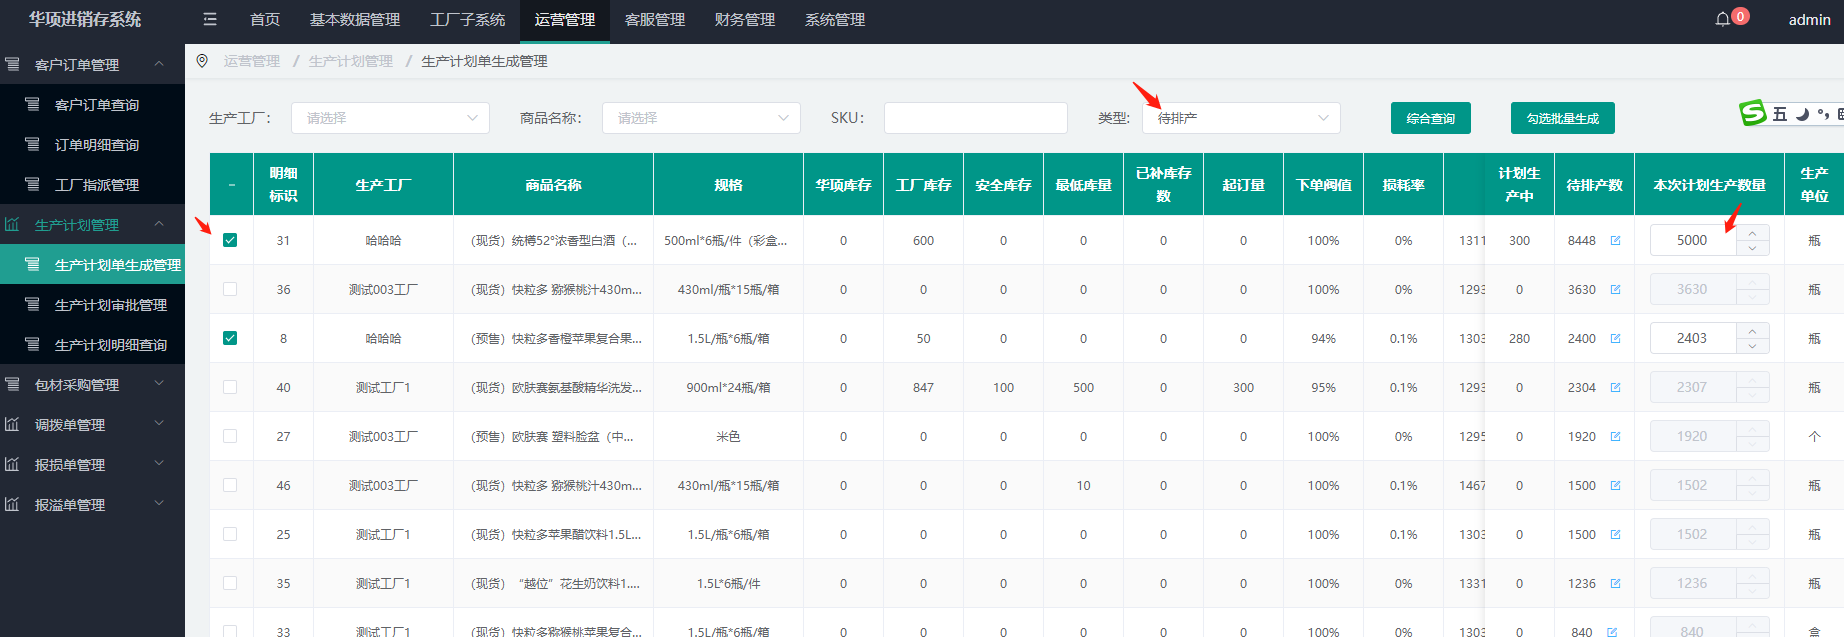 华项进销存系统 首页 基本数据管理 工厂子系统 运营管理 客服管理 财务管理 系统管理 0 admin
运营管理 / 生产计划管理 / 生产计划单生成管理
客户订单管理
客户订单查询
订单明细查询
工厂指派管理
生产计划管理
生产计划单生成管理
生产计划审批管理
生产计划明细查询
包材采购管理
调拨单管理
报损单管理
报溢单管理
生产工厂: 请选择 商品名称: 请选择 SKU: 类型: 待排产 综合查询 勾选批量生成
S 五
明细标识 生产工厂 商品名称 规格 华项库存 工厂库存 安全库存 最低库量 已补库存数 起订量 下单阀值 损耗率 计划生产中 待排产数 本次计划生产数量 生产单位
31 哈哈哈 (现货)统樽52°浓香型白酒(... 500ml*6瓶/件(彩盒... 0 600 0 0 0 0 100% 0% 1311 300 8448 5000 瓶
36 测试003工厂 (现货)快粒多 猕猴桃汁430m... 430ml/瓶*15瓶/箱 0 0 0 0 0 0 100% 0% 1293 0 3630 3630 瓶
8 哈哈哈 (预售)快粒多香橙苹果复合果... 1.5L/瓶*6瓶/箱 0 50 0 0 0 0 94% 0.1% 1303 280 2400 2403 瓶
40 测试工厂1 (现货)欧肤赛氨基酸精华洗发... 900ml*24瓶/箱 0 847 100 500 0 300 95% 0.1% 1293 0 2304 2307 瓶
27 测试003工厂 (预售)欧肤赛 塑料脸盆(中... 米色 0 0 0 0 0 0 100% 0% 1295 0 1920 1920 个
46 测试003工厂 (现货)快粒多 猕猴桃汁430m... 430ml/瓶*15瓶/箱 0 0 0 10 0 0 100% 0.1% 1467 0 1500 1502 瓶
25 测试工厂1 (现货)快粒多苹果醋饮料1.5L... 1.5L/瓶*6瓶/箱 0 0 0 0 0 0 100% 0.1% 1303 0 1500 1502 瓶
35 测试工厂1 (现货)“越位”花生奶饮料1.... 1.5L*6瓶/件 0 0 0 0 0 0 100% 0% 1331 0 1236 1236 瓶
33 测试工厂1 (现货)快粒多猕猴桃苹果复合... 1.5L/瓶*6瓶/箱 0 0 0 0 0 0 100% 0% 1303 0 840 840 盒